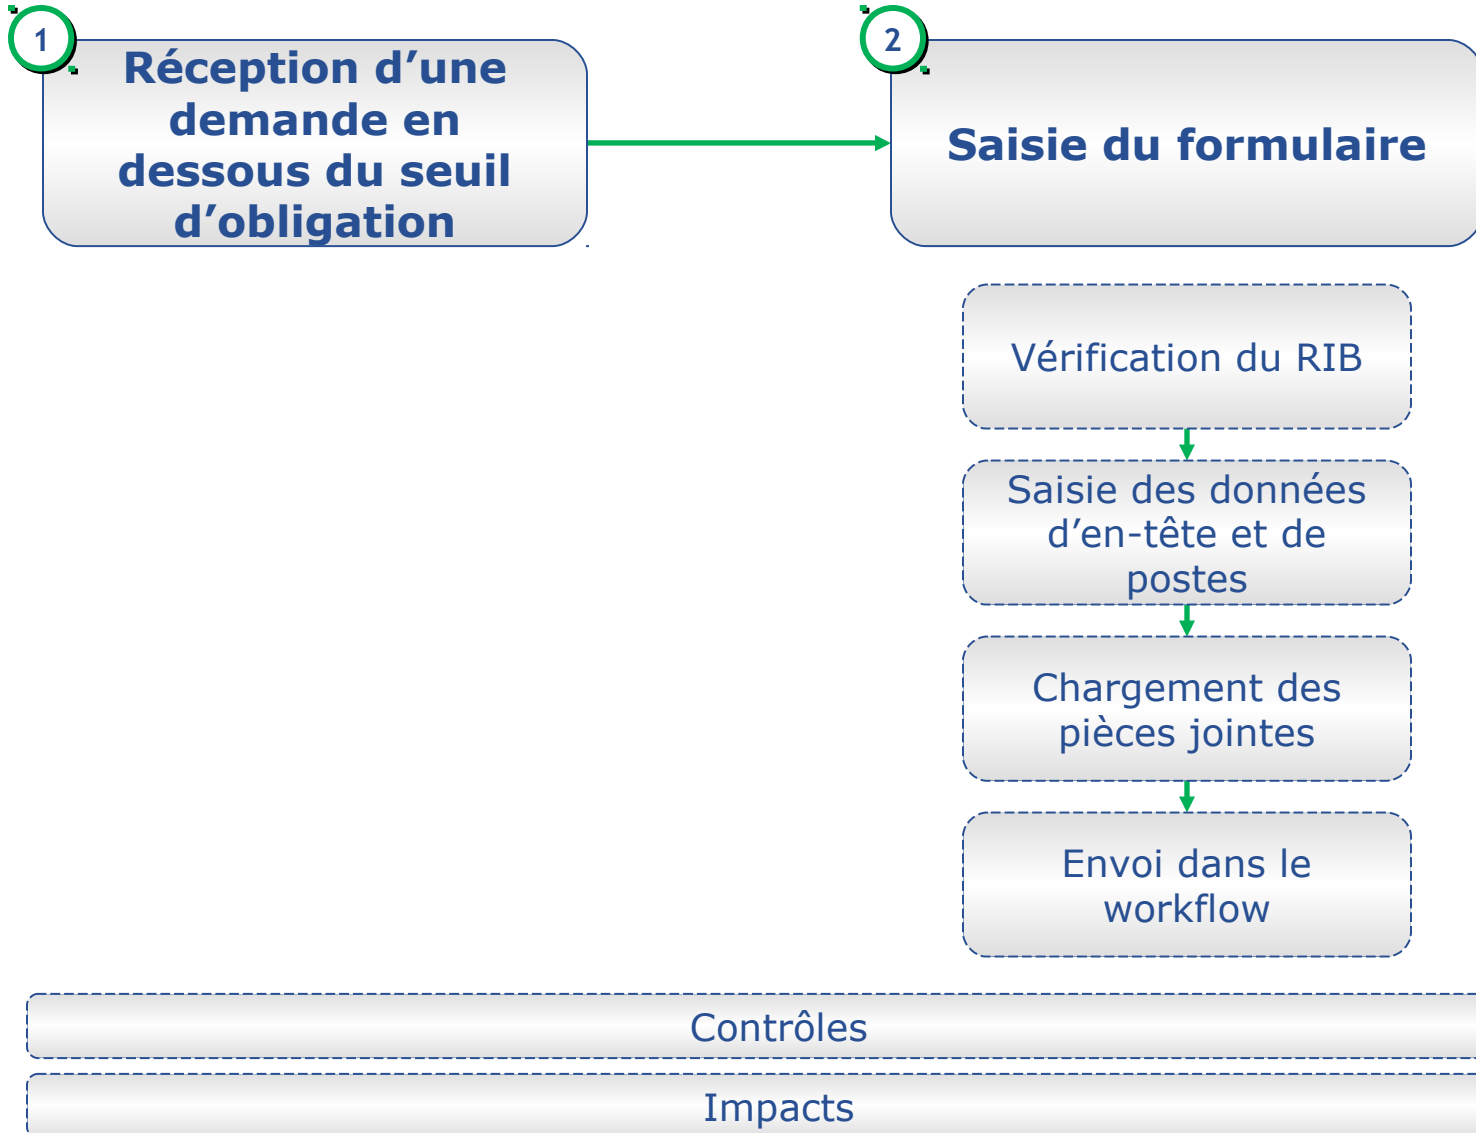 1
Réception d’une
demande en
dessous du seuil
d’obligation
2
Saisie du formulaire
Vérification du RIB
Saisie des données
d’en-tête et de
postes
Chargement des
pièces jointes
Envoi dans le
workflow
Contrôles
Impacts